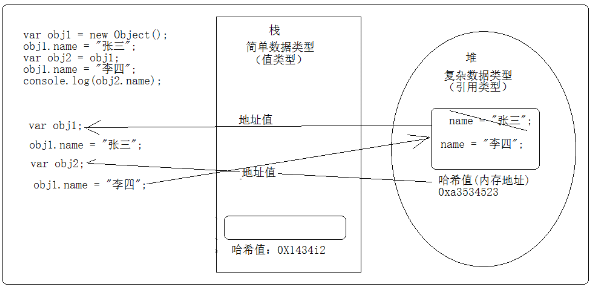 var obj1 = new Object();
obj1.name = "张三";
var obj2 = obj1;
obj1.name = "李四";
console.log(obj2.name);
var obj1;
obj1.name = "张三";
var obj2;
obj1.name = "李四";
栈
简单数据类型
(值类型)
地址值
地址值
哈希值: 0X1434i2
堆
复杂数据类型
(引用类型)
name = "张三";
name = "李四";
哈希值(内存地址)
0xa3534523